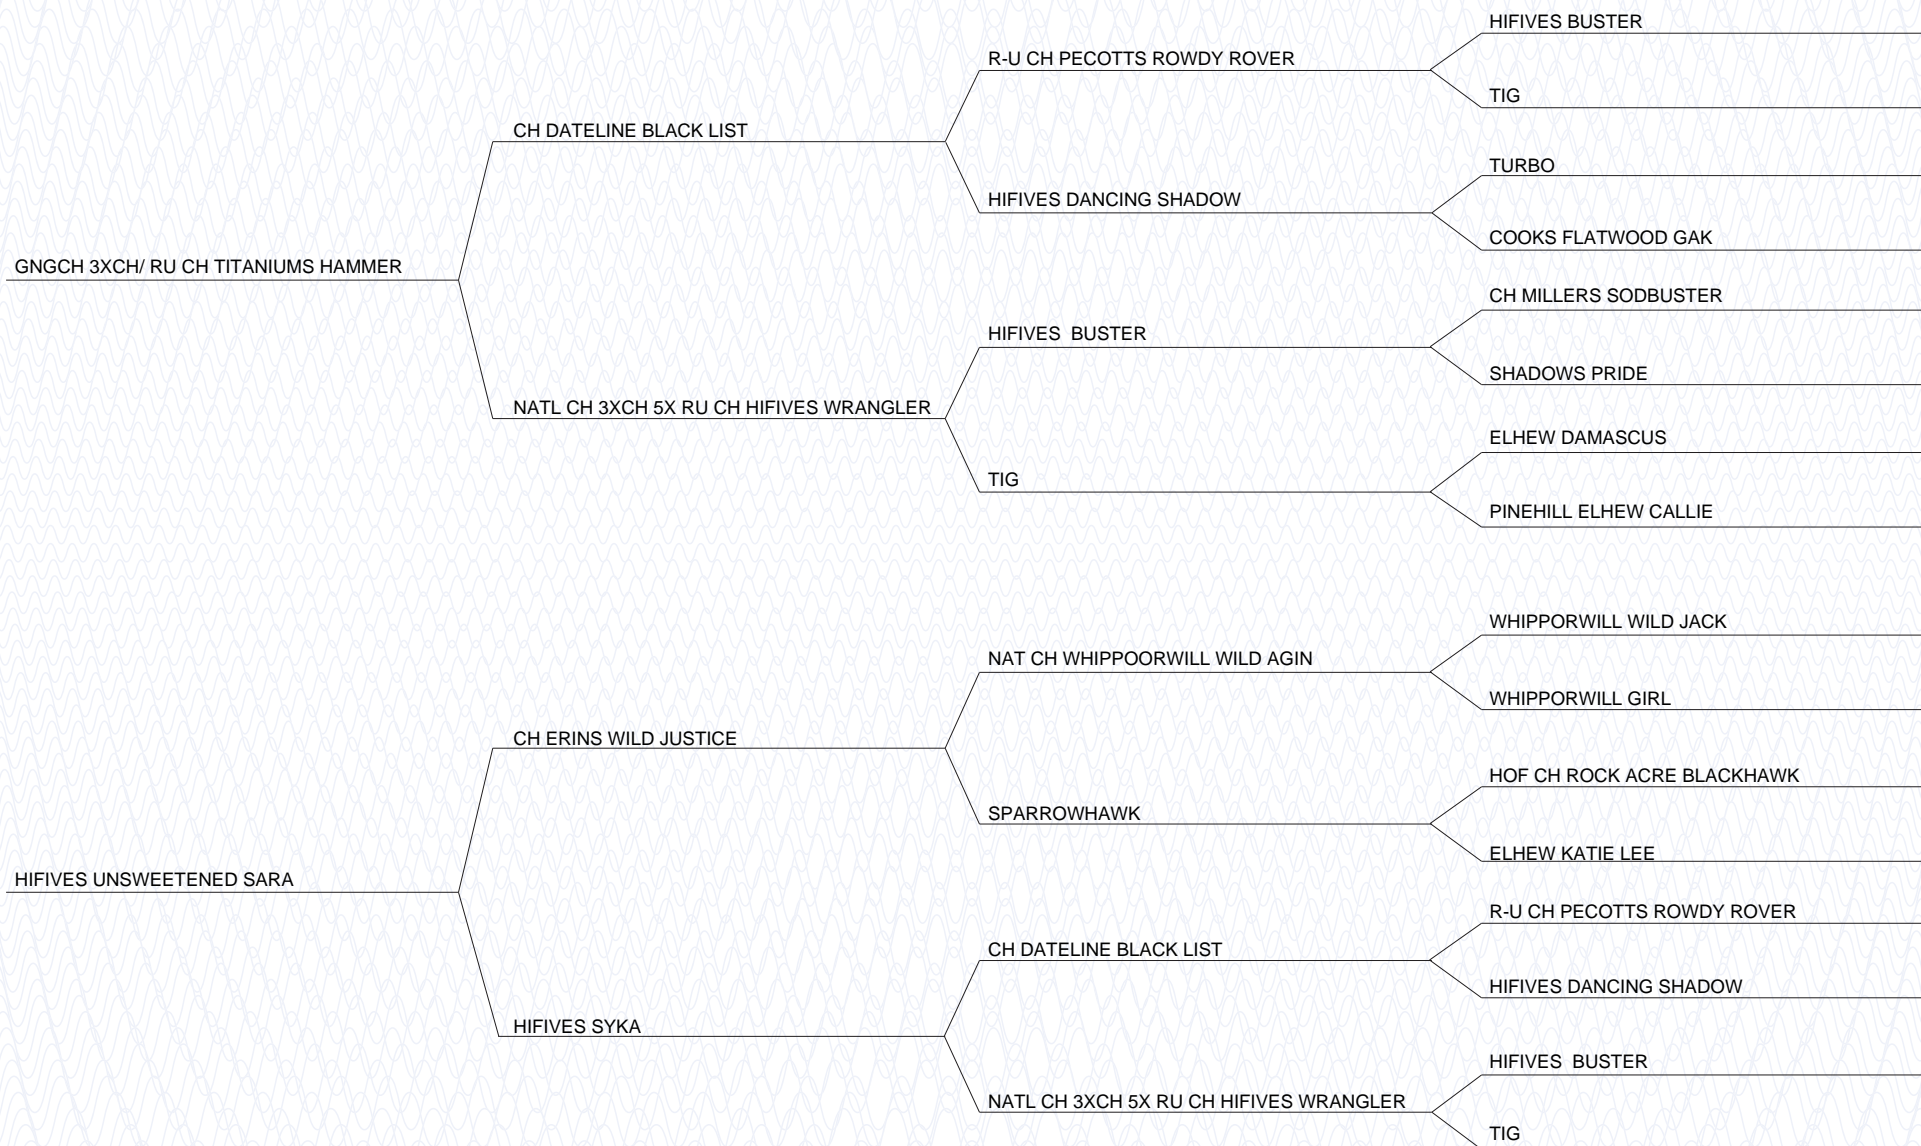 HIFIVES BUSTER
R-U CH PECOTTS ROWDY ROVER
TIG
CH DATELINE BLACK LIST
TURBO
HIFIVES DANCING SHADOW
COOKS FLATWOOD GAK
GNGCH 3XCH/ RU CH TITANIUMS HAMMER
CH MILLERS SODBUSTER
HIFIVES  BUSTER
SHADOWS PRIDE
NATL CH 3XCH 5X RU CH HIFIVES WRANGLER
ELHEW DAMASCUS
TIG
PINEHILL ELHEW CALLIE
WHIPPORWILL WILD JACK
NAT CH WHIPPOORWILL WILD AGIN
WHIPPORWILL GIRL
CH ERINS WILD JUSTICE
HOF CH ROCK ACRE BLACKHAWK
SPARROWHAWK
ELHEW KATIE LEE
HIFIVES UNSWEETENED SARA
R-U CH PECOTTS ROWDY ROVER
CH DATELINE BLACK LIST
HIFIVES DANCING SHADOW
HIFIVES SYKA
HIFIVES  BUSTER
NATL CH 3XCH 5X RU CH HIFIVES WRANGLER
TIG